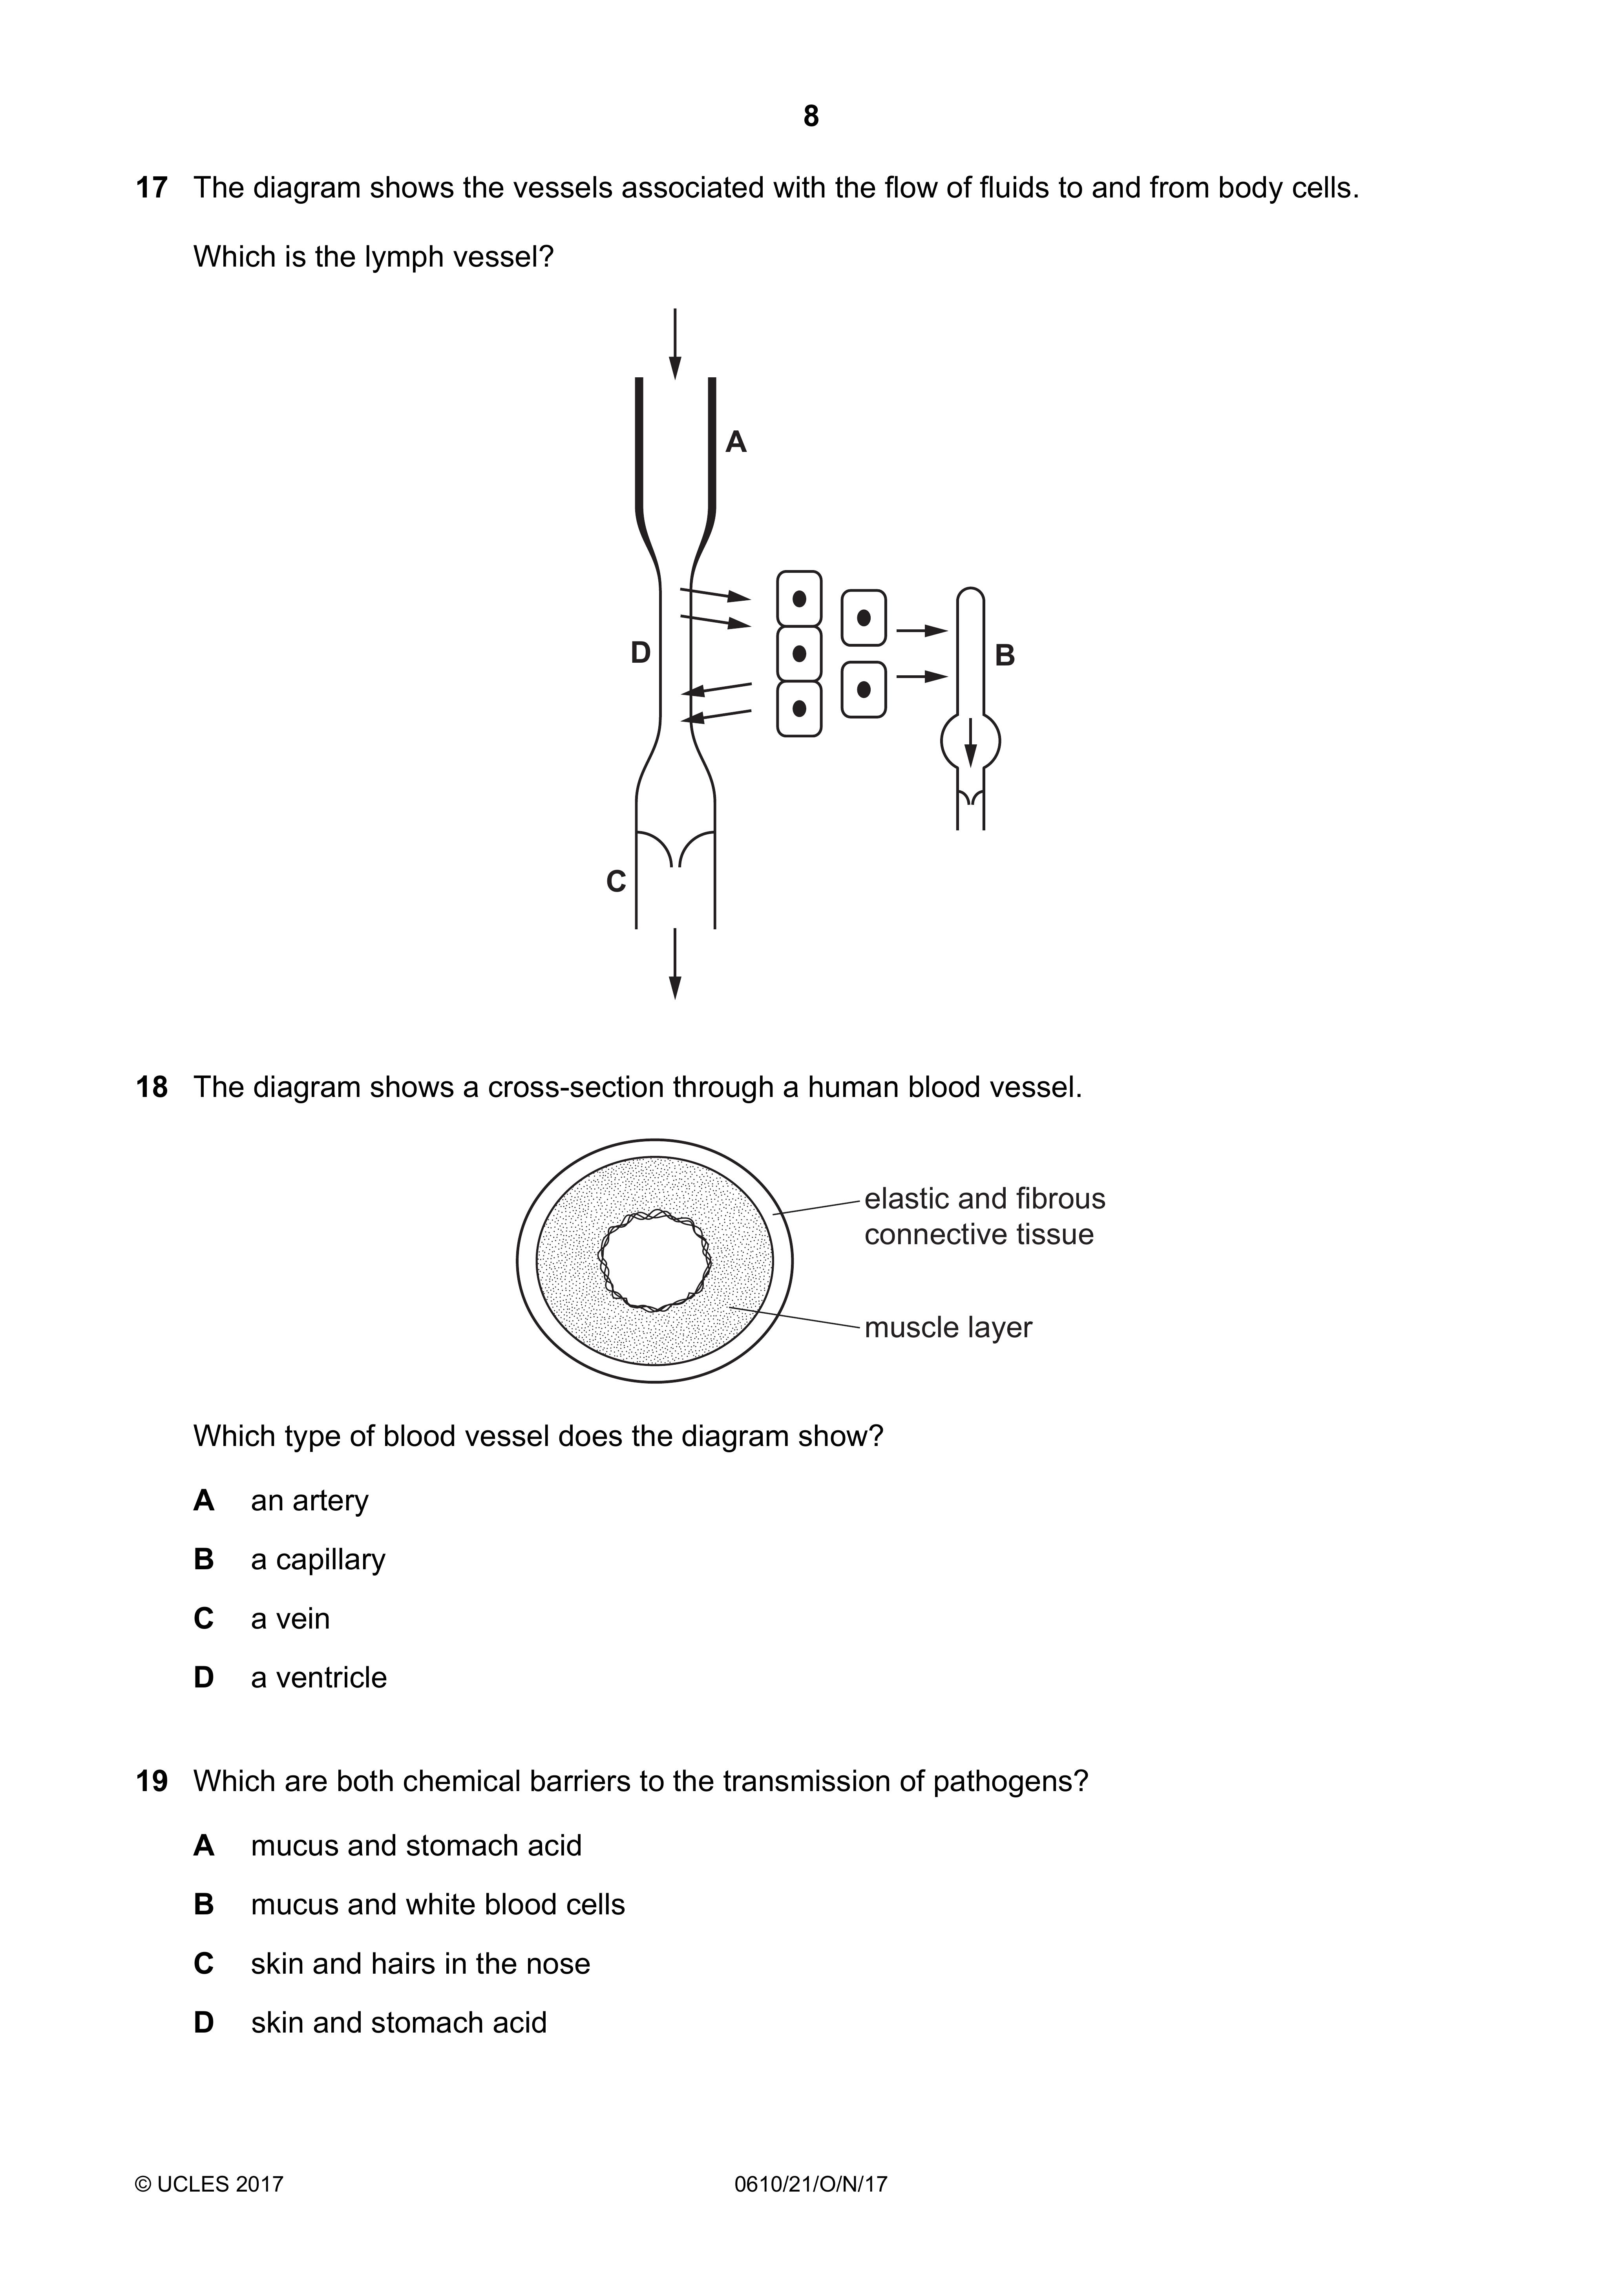 8
17 The diagram shows the vessels associated with the flow of fluids to and from body cells.
Which is the lymph vessel?
A
D
B
C
18 The diagram shows a cross-section through a human blood vessel.
elastic and fibrous
connective tissue
muscle layer
Which type of blood vessel does the diagram show?
A an artery
B a capillary
C a vein
D a ventricle
19 Which are both chemical barriers to the transmission of pathogens?
A mucus and stomach acid
B mucus and white blood cells
C skin and hairs in the nose
D skin and stomach acid
© UCLES 2017 0610/21/O/N/17